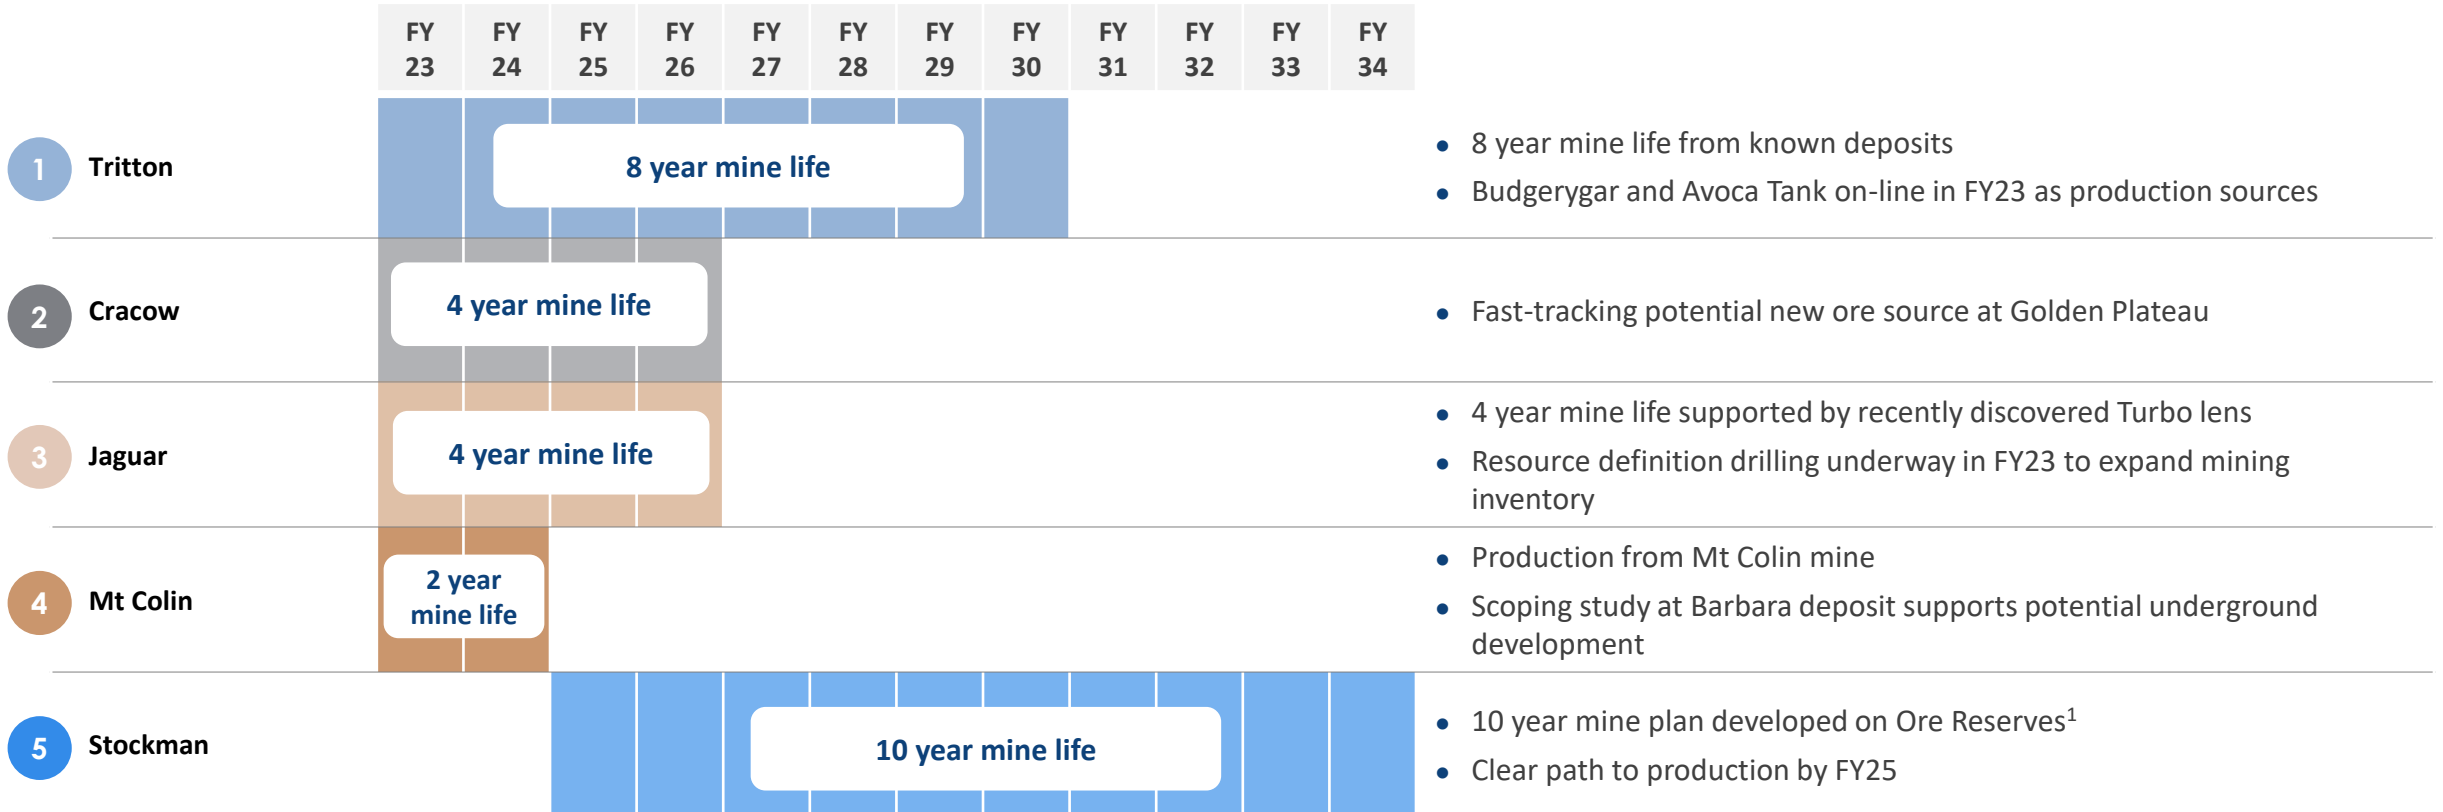 FY 23 FY 24 FY 25 FY 26 FY 27 FY 28 FY 29 FY 30 FY 31 FY 32 FY 33 FY 34
1 Tritton
8 year mine life
• 8 year mine life from known deposits
• Budgerygar and Avoca Tank on-line in FY23 as production sources
2 Cracow
4 year mine life
• Fast-tracking potential new ore source at Golden Plateau
3 Jaguar
4 year mine life
• 4 year mine life supported by recently discovered Turbo lens
• Resource definition drilling underway in FY23 to expand mining
inventory
4 Mt Colin
2 year
mine life
• Production from Mt Colin mine
• Scoping study at Barbara deposit supports potential underground
development
5 Stockman
10 year mine life
• 10 year mine plan developed on Ore Reserves¹
• Clear path to production by FY25